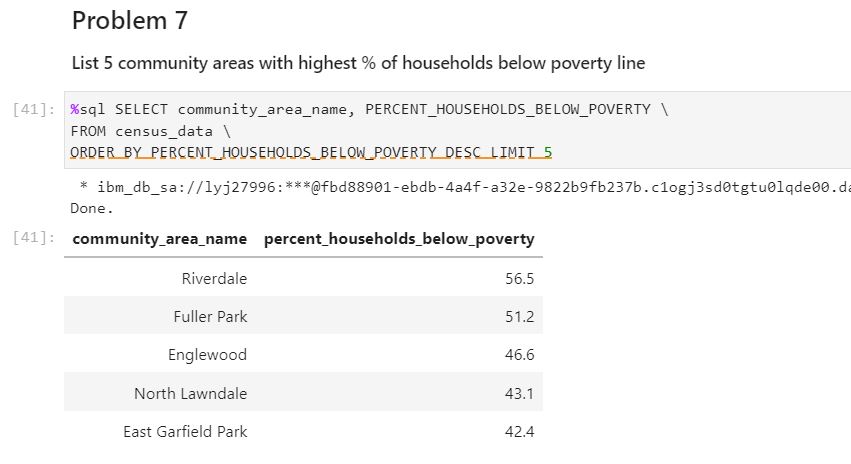 Problem 7
List 5 community areas with highest % of households below poverty line
[41]: %sql SELECT community_area_name, PERCENT_HOUSEHOLDS_BELOW_POVERTY \
FROM census_data \
ORDER BY PERCENT_HOUSEHOLDS_BELOW_POVERTY DESC LIMIT 5
* ibm_db_sa://lyj27996:***@fbd88901-ebdb-4a4f-a32e-9822b9fb237b.c1ogj3sd0tgtu0lqde00.da
Done.
[41]: community_area_name percent_households_below_poverty
Riverdale 56.5
Fuller Park 51.2
Englewood 46.6
North Lawndale 43.1
East Garfield Park 42.4